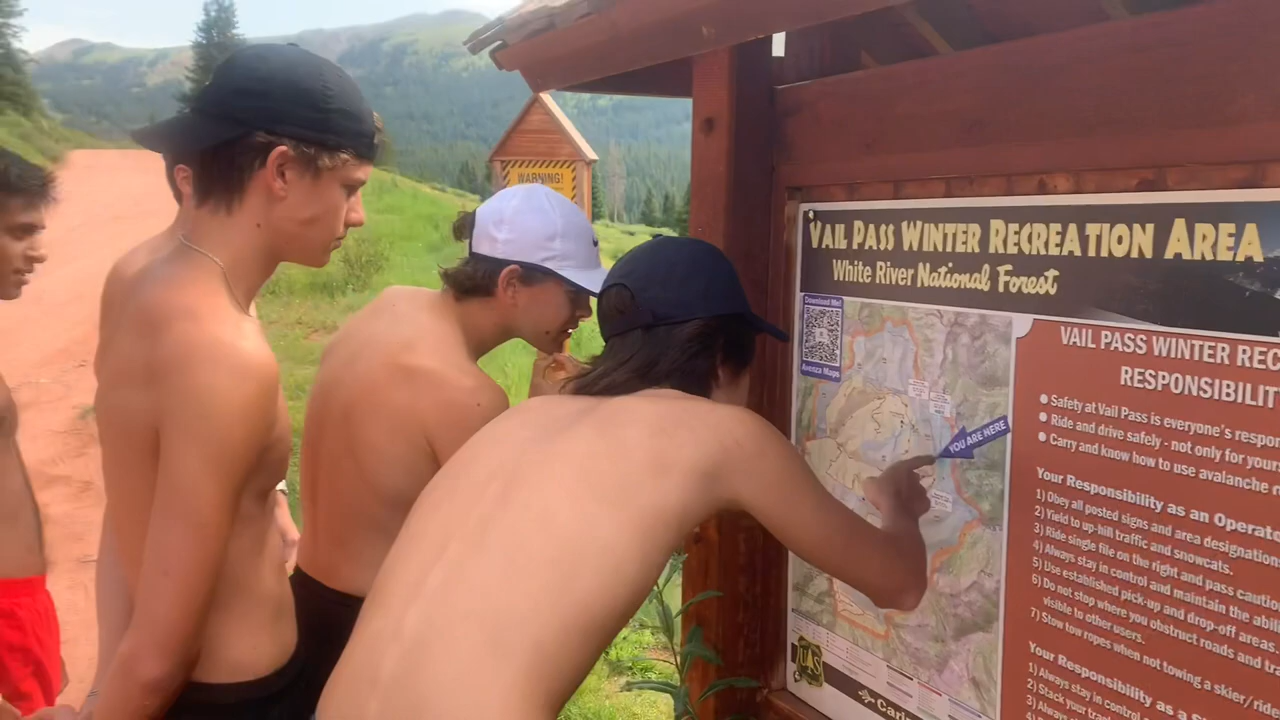 WARNING!
VAIL PASS WINTER RECREATION AREA
White River National Forest
Download Me!
Avenza Maps
YOU ARE HERE
VAIL PASS WINTER REC
RESPONSIBILIT
Safety at Vail Pass is everyone's respon
Ride and drive safely - not only for yours
Carry and know how to use avalanche
Your Responsibility as an Operato
1) Obey all posted signs and area designations
2) Yield to up-hill traffic and snowcats.
3) Ride single file on the right and pass cautio
4) Always stay in control and maintain the abili
5) Use established pick-up and drop-off areas.
6) Do not stop where you obstruct roads and tra
visible to other users.
7) Stow tow ropes when not towing a skier/ride
Your Responsibility as a
1) Always stay in control
2) Stack your
3) Always
UAS
Carin